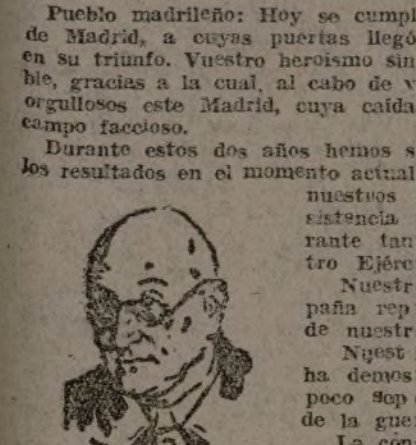 Pueblo madrileño: Hoy se cumpl
de Madrid, a cuyas puertas llegó
en su triunfo. Vuestro heroísmo sin
ble, gracias a la cual, al cabo de v
orgullosos este Madrid, cuya caída
campo faccioso.
Durante estos dos años hemos s
los resultados en el momento actual
nuestros
sistencia
rante tan
tro Ejérc
Nuestr
paña rep
de nuestr
Nuest
ha demos
poco
de la gue
La con